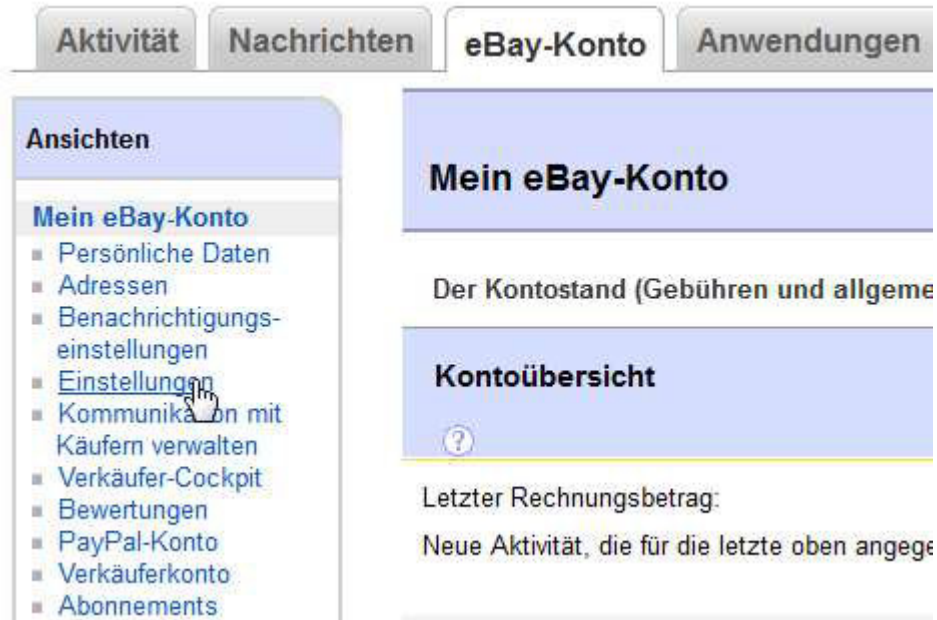 Aktivität
Nachrichten
eBay-Konto
Anwendungen
Ansichten
Mein eBay-Konto
Persönliche Daten
Adressen
Benachrichtigungs-
einstellungen
Einstellungen
Kommunikation mit
Käufern verwalten
Verkäufer-Cockpit
Bewertungen
PayPal-Konto
Verkäuferkonto
Abonnements
Mein eBay-Konto
Der Kontostand (Gebühren und allgeme
Kontoübersicht
?
Letzter Rechnungsbetrag:
Neue Aktivität, die für die letzte oben angege